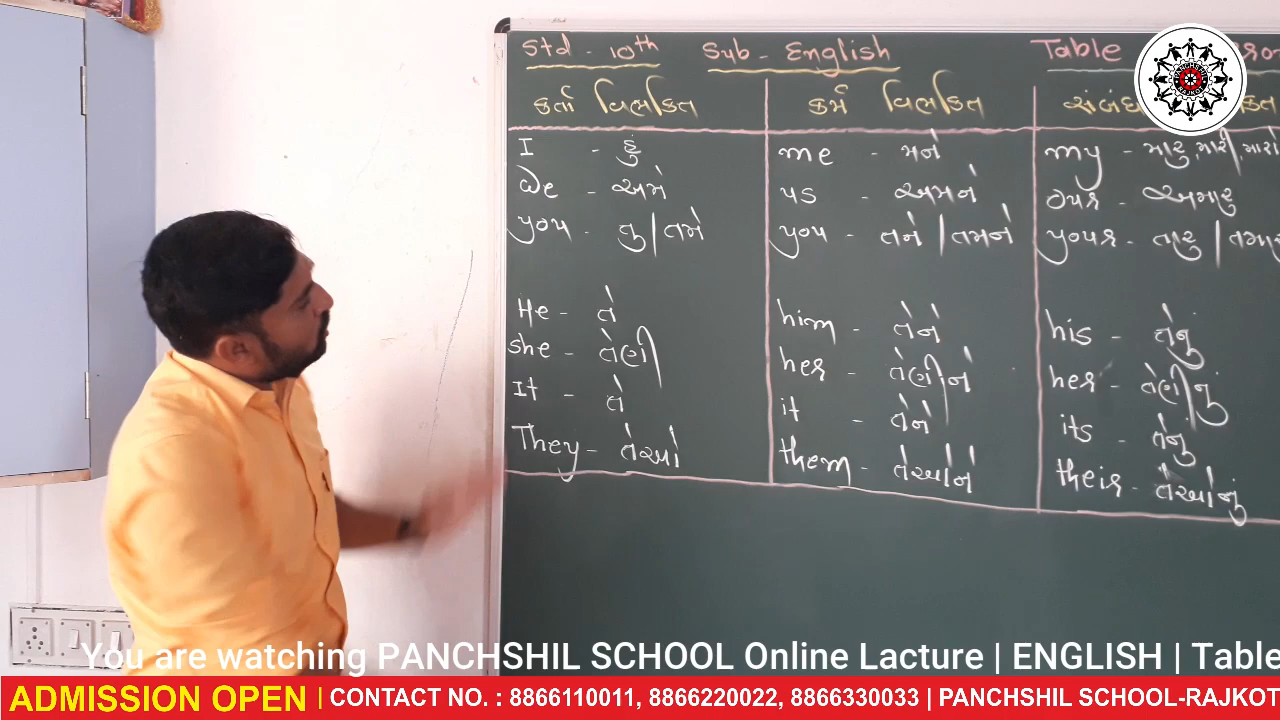 Std - 10th Sub - English Table
કર્તા વિભકિત કર્મ વિભકિત સંબંધ
I - હું me - મને my - મારુ, મારી, મારો
We - અમે us - અમને our - અમારુ
you - તુ / તમે you - તને / તમને your - તારુ /
He - તે him - તેને his - તેનું
she - તેણી her - તેણીને her - તેણીનું
It - તે it - તેને its - તેનુ
They - તેઓ them - તેઓને their - તેઓનું
PANCHSHIL
RAJKOT
You are watching PANCHSHIL SCHOOL Online Lacture | ENGLISH | Table
ADMISSION OPEN | CONTACT NO. : 8866110011, 8866220022, 8866330033 | PANCHSHIL SCHOOL-RAJKOT